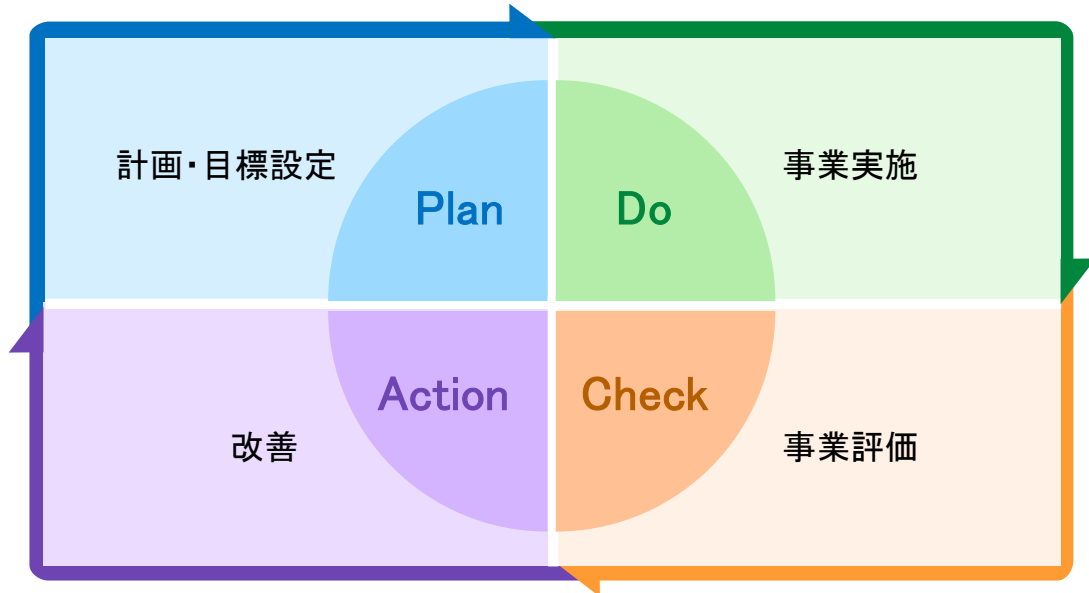 計画・目標設定
Plan
Do
事業実施
改善
Action
Check
事業評価